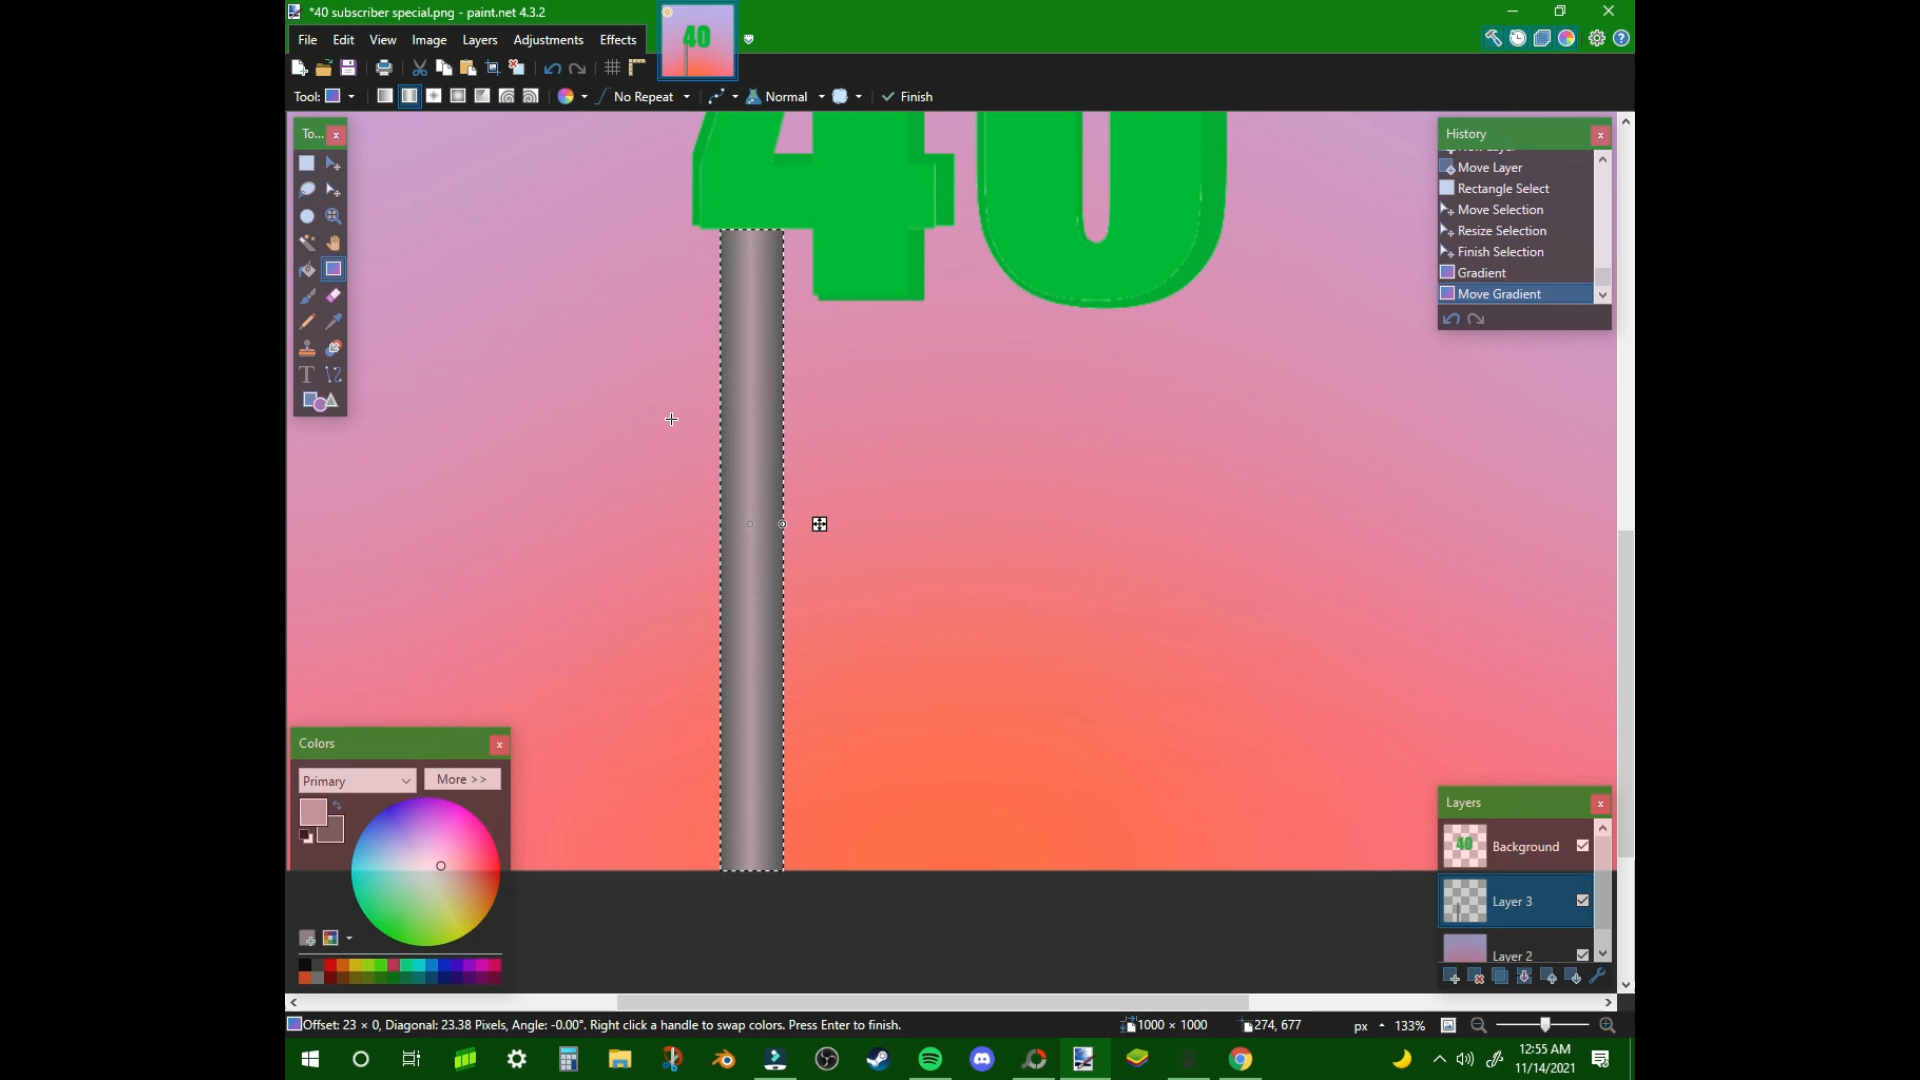 *40 subscriber special.png - paint.net 4.3.2
File Edit View Image Layers Adjustments Effects
40
Tool: No Repeat Normal Finish
To...
40
History
Move Layer
Rectangle Select
Move Selection
Resize Selection
Finish Selection
Gradient
Move Gradient
Colors
Primary More >>
Layers
40 Background
Layer 3
Layer 2
Offset: 23 × 0, Diagonal: 23.38 Pixels, Angle: -0.00°. Right click a handle to swap colors. Press Enter to finish.
1000 × 1000 274, 677 px 133%
12:55 AM
11/14/2021